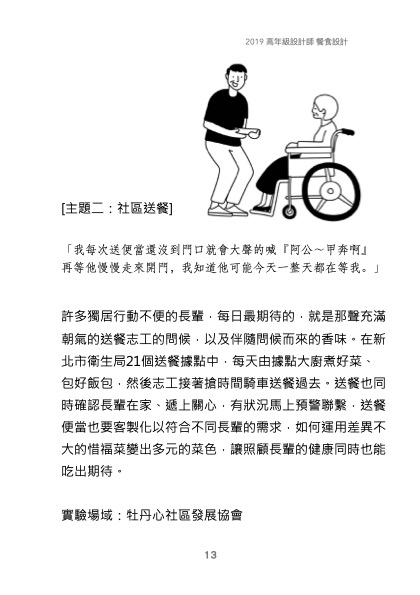 2019 高年級設計師 餐食設計
[主題二：社區送餐]
「我每次送便當還沒到門口就會大聲的喊『阿公～甲奔啊』
再等他慢慢走來開門，我知道他可能今天一整天都在等我。」
許多獨居行動不便的長輩，每日最期待的，就是那聲充滿
朝氣的送餐志工的問候，以及伴隨問候而來的香味。在新
北市衛生局21個送餐據點中，每天由據點大廚煮好菜、
包好飯包，然後志工接著搶時間騎車送餐過去。送餐也同
時確認長輩在家、遞上關心，有狀況馬上預警聯繫，送餐
便當也要客製化以符合不同長輩的需求，如何運用差異不
大的惜福菜變出多元的菜色，讓照顧長輩的健康同時也能
吃出期待。
實驗場域：牡丹心社區發展協會
13